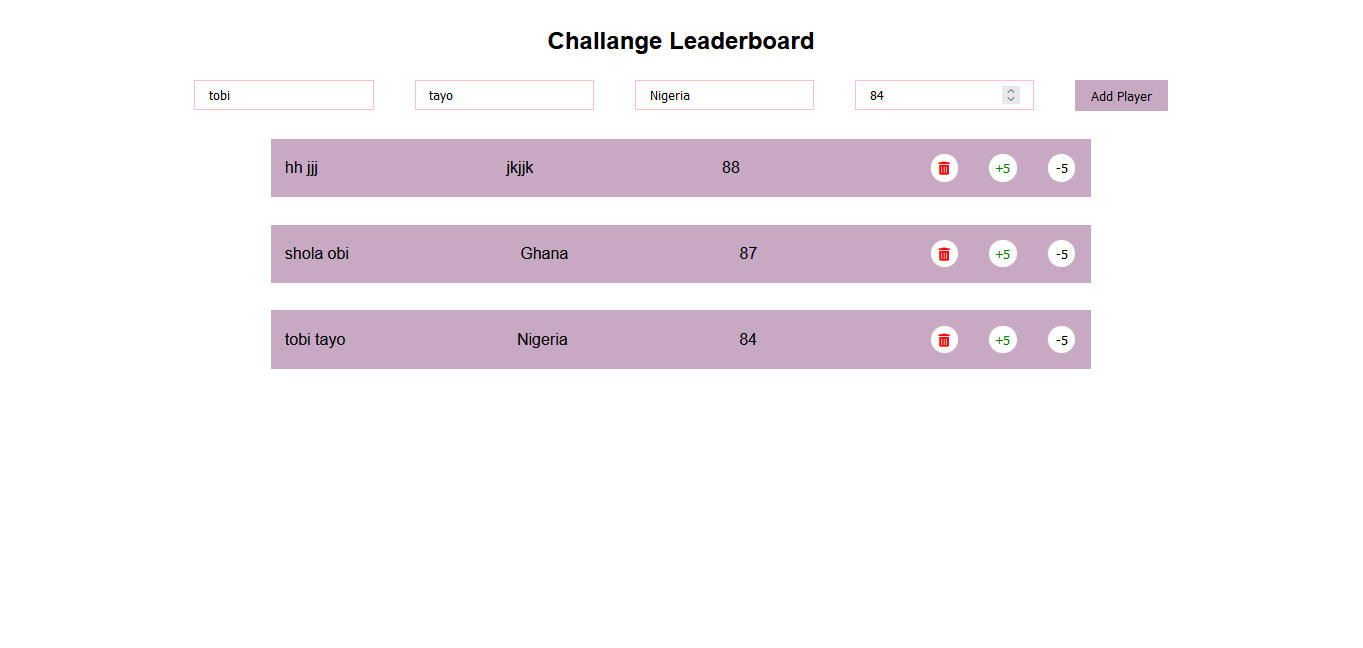 Challange Leaderboard
tobi tayo Nigeria 84 Add Player
hh jjj jkjjk 88 +5 -5
shola obi Ghana 87 +5 -5
tobi tayo Nigeria 84 +5 -5